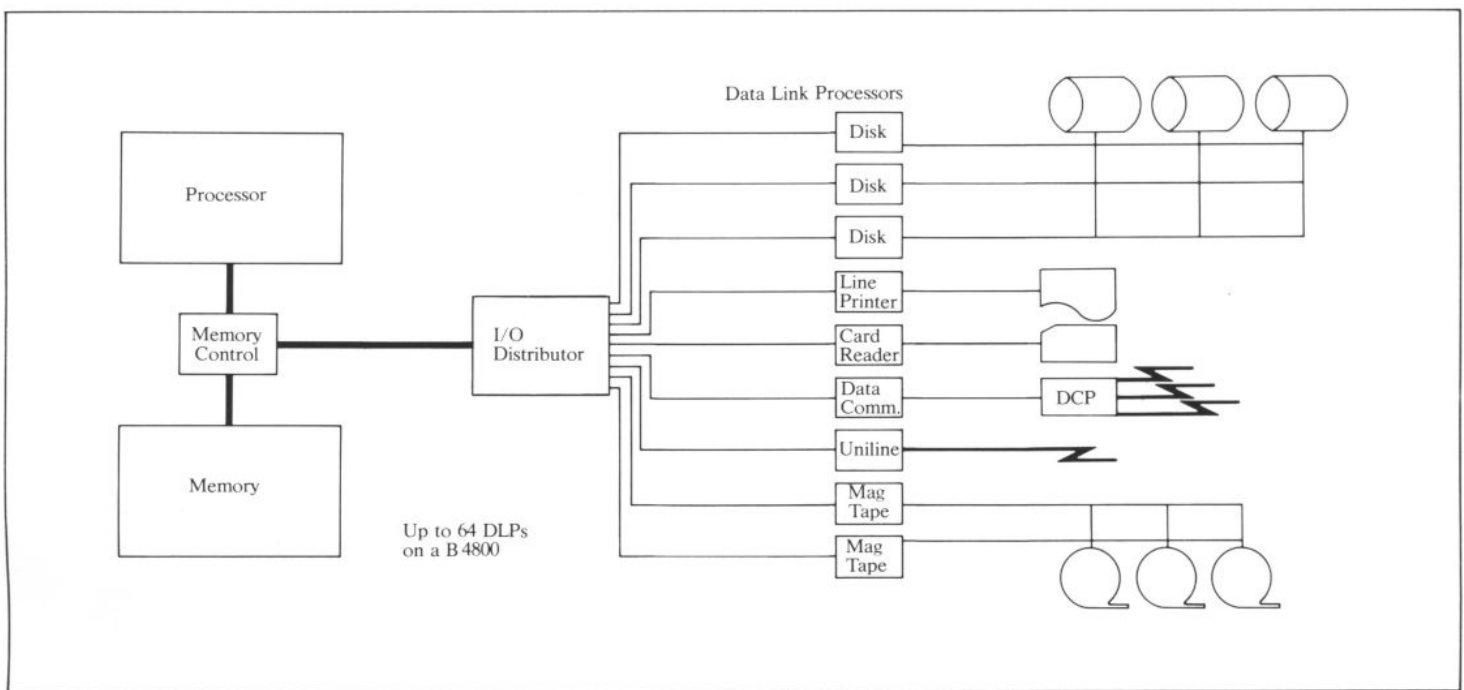 Data Link Processors
Processor
Memory
Control
Memory
I/O
Distributor
Up to 64 DLPs
on a B 4800
Disk
Disk
Disk
Line
Printer
Card
Reader
Data
Comm.
DCP
Uniline
Mag
Tape
Mag
Tape